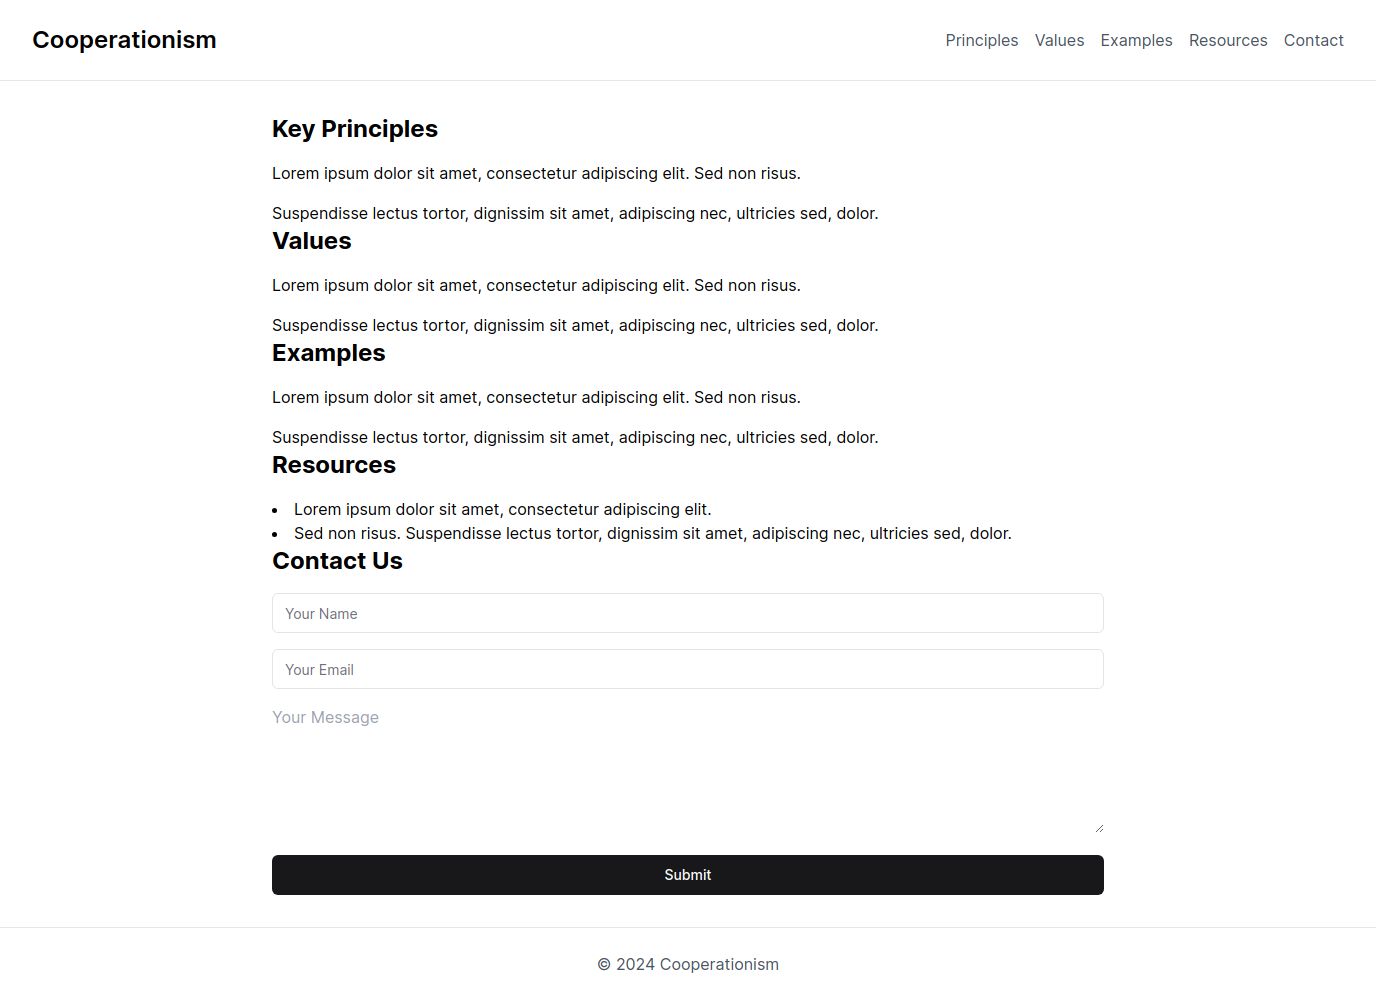 Cooperationism
Principles Values Examples Resources Contact
Key Principles
Lorem ipsum dolor sit amet, consectetur adipiscing elit. Sed non risus.
Suspendisse lectus tortor, dignissim sit amet, adipiscing nec, ultricies sed, dolor.
Values
Lorem ipsum dolor sit amet, consectetur adipiscing elit. Sed non risus.
Suspendisse lectus tortor, dignissim sit amet, adipiscing nec, ultricies sed, dolor.
Examples
Lorem ipsum dolor sit amet, consectetur adipiscing elit. Sed non risus.
Suspendisse lectus tortor, dignissim sit amet, adipiscing nec, ultricies sed, dolor.
Resources
• Lorem ipsum dolor sit amet, consectetur adipiscing elit.
• Sed non risus. Suspendisse lectus tortor, dignissim sit amet, adipiscing nec, ultricies sed, dolor.
Contact Us
Your Name
Your Email
Your Message
Submit
© 2024 Cooperationism